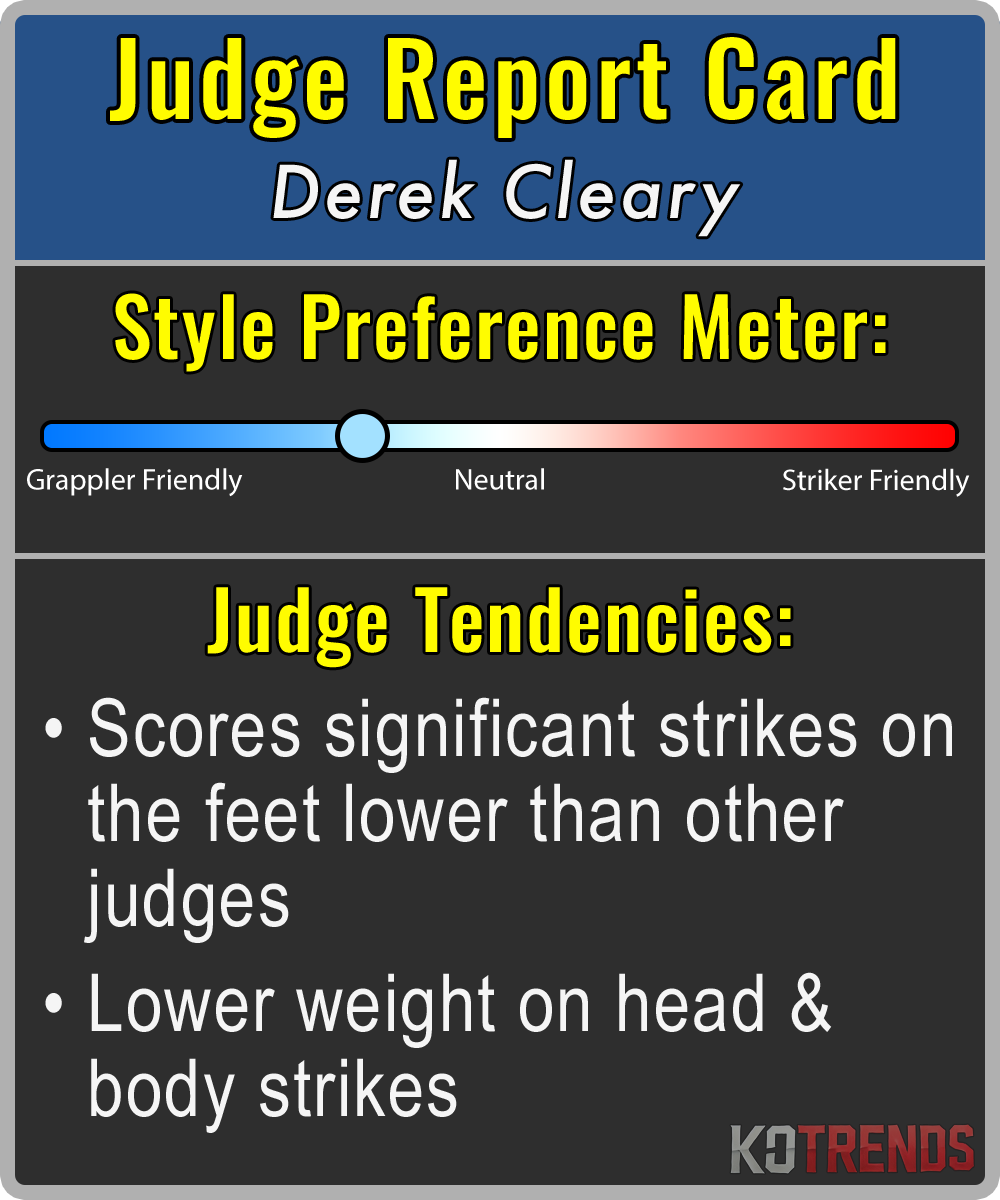 Judge Report Card
Derek Cleary
Style Preference Meter:
Grappler Friendly Neutral Striker Friendly
Judge Tendencies:
• Scores significant strikes on
the feet lower than other
judges
• Lower weight on head &
body strikes
KOTRENDS